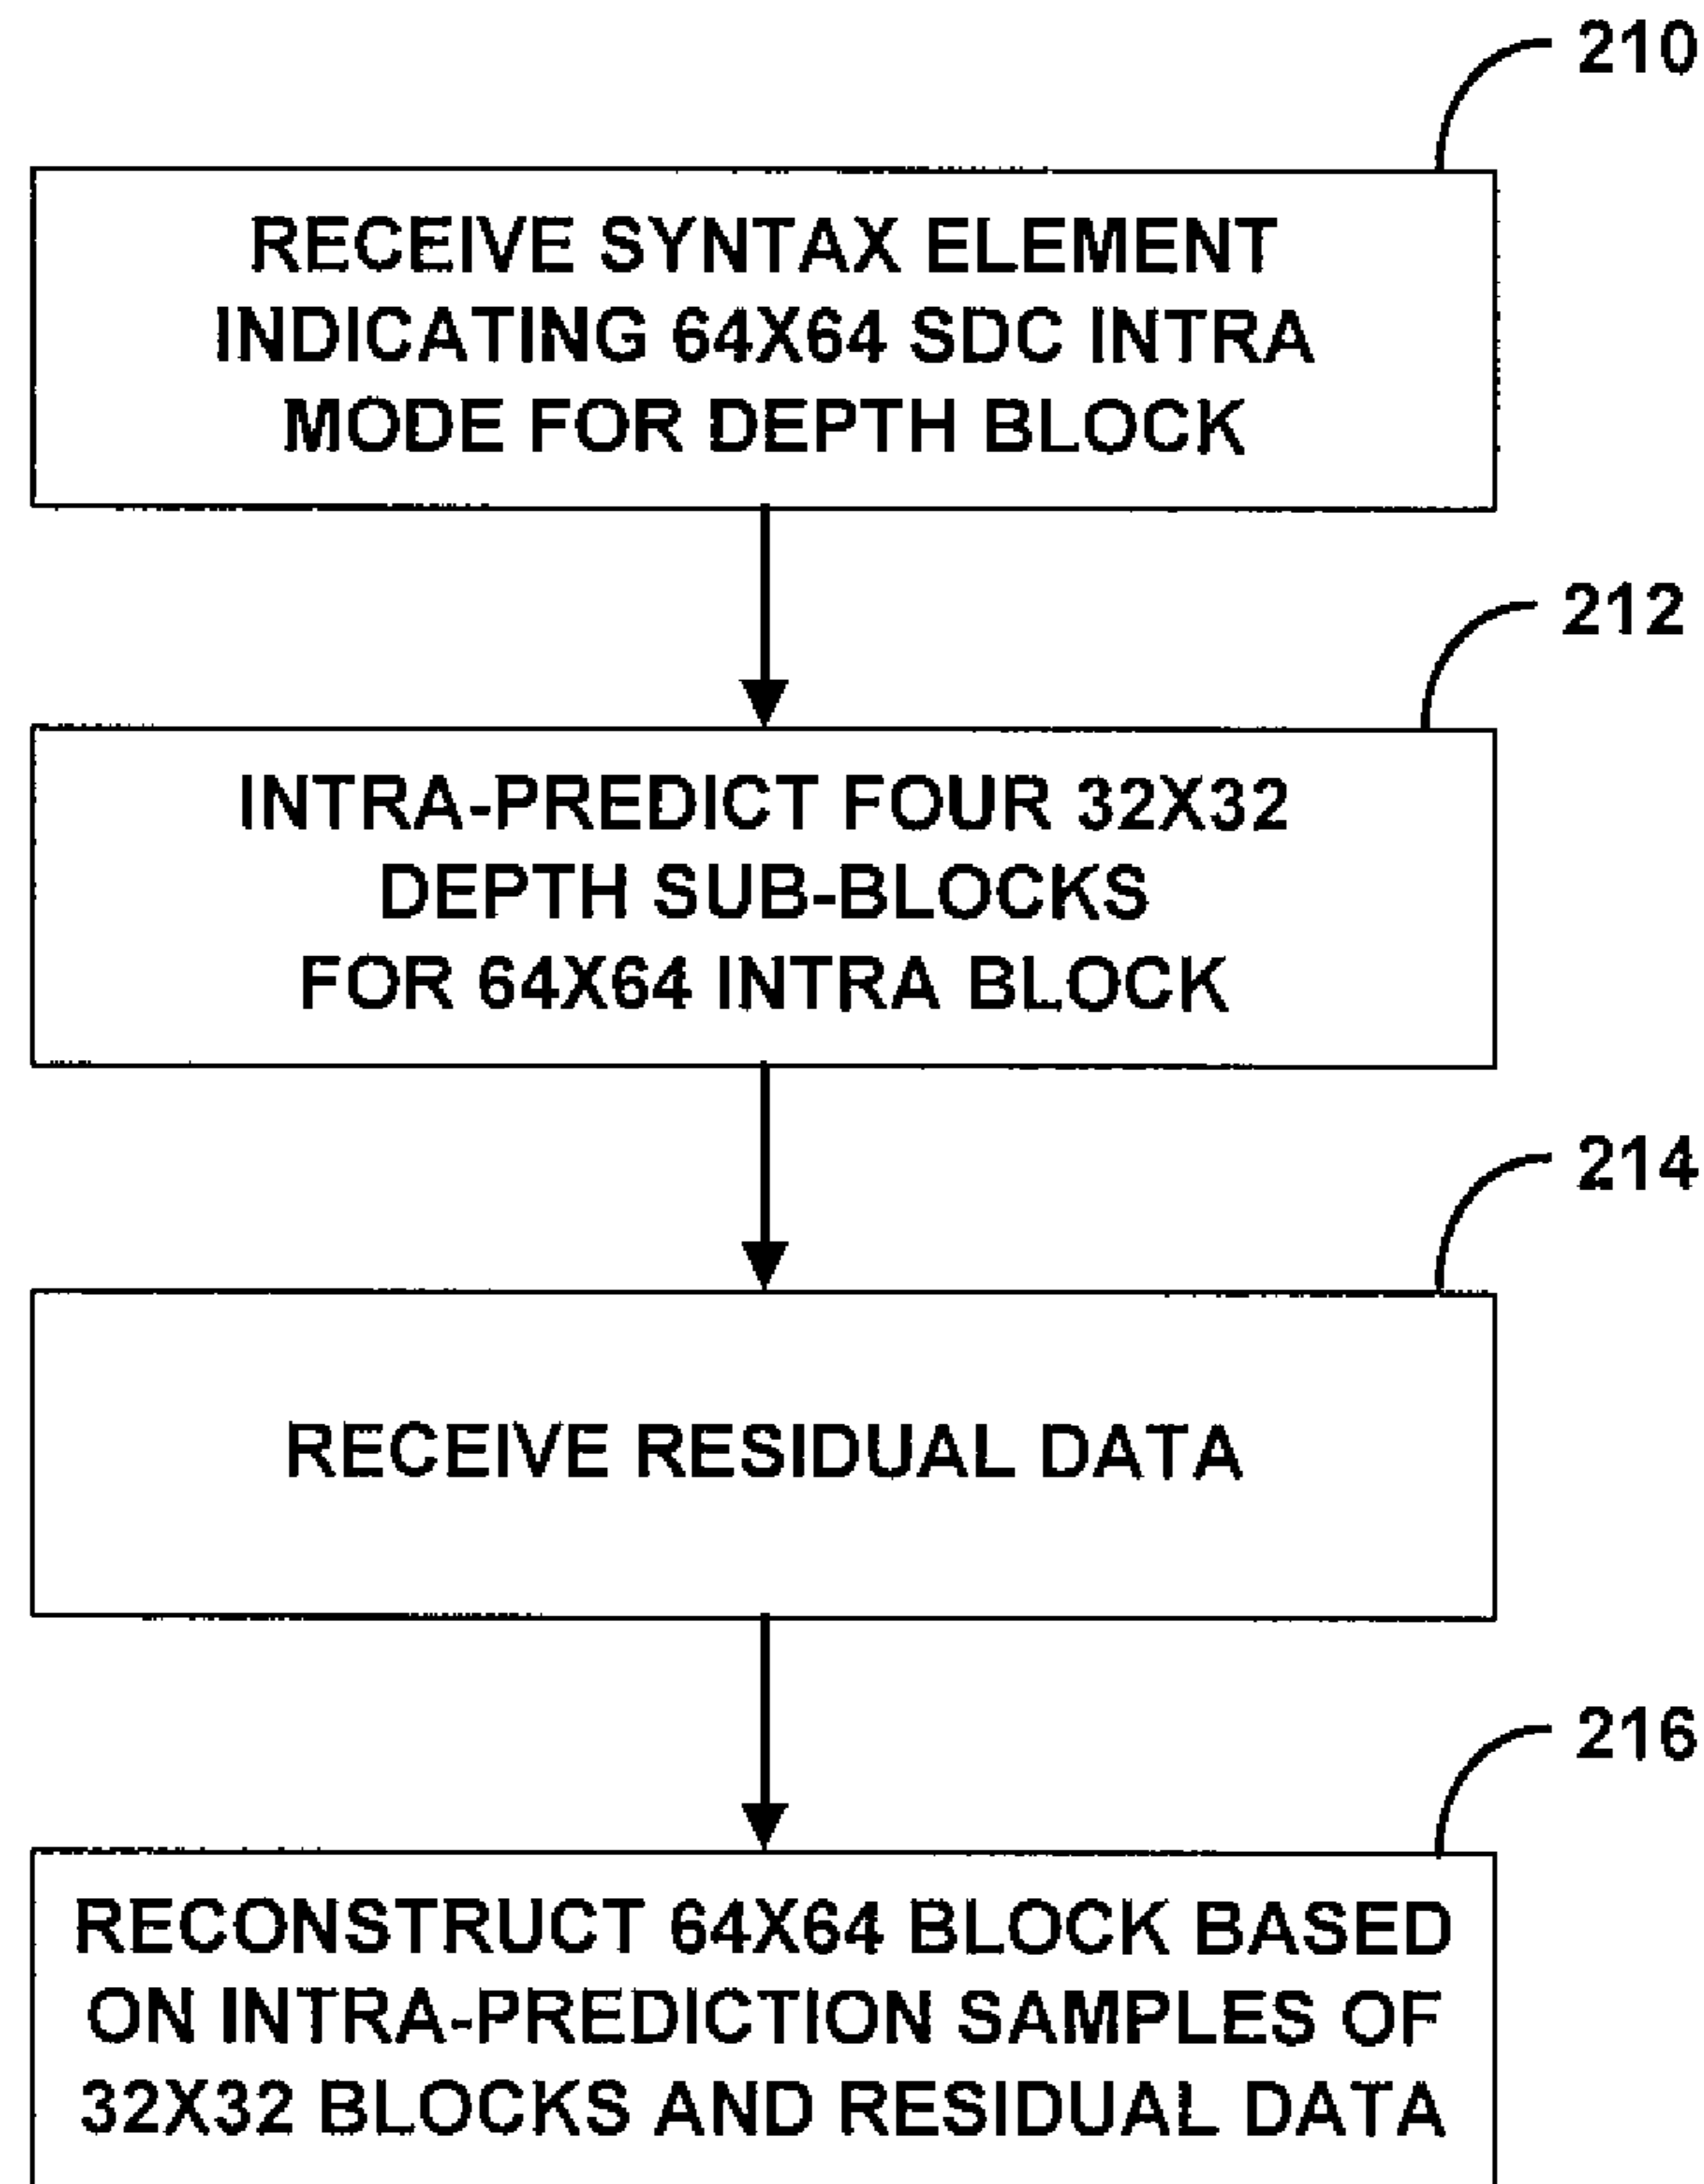 210
RECEIVE SYNTAX ELEMENT
INDICATING 64X64 SDC INTRA
MODE FOR DEPTH BLOCK
212
INTRA-PREDICT FOUR 32X32
DEPTH SUB-BLOCKS
FOR 64X64 INTRA BLOCK
214
RECEIVE RESIDUAL DATA
216
RECONSTRUCT 64X64 BLOCK BASED
ON INTRA-PREDICTION SAMPLES OF
32X32 BLOCKS AND RESIDUAL DATA